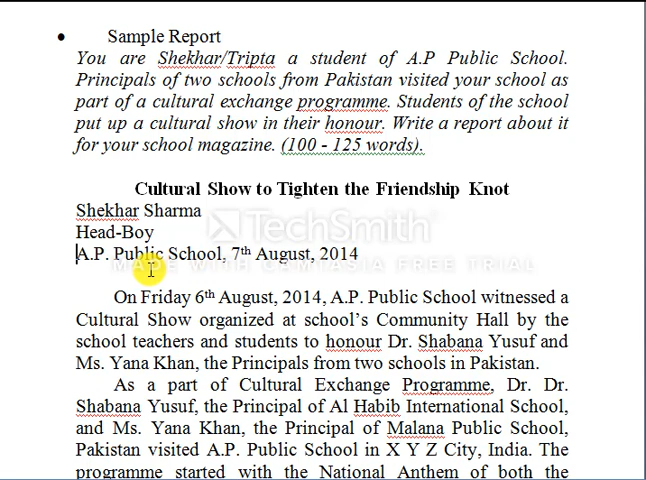 • Sample Report
You are Shekhar/Tripta a student of A.P Public School.
Principals of two schools from Pakistan visited your school as
part of a cultural exchange programme. Students of the school
put up a cultural show in their honour. Write a report about it
for your school magazine. (100 - 125 words).
Cultural Show to Tighten the Friendship Knot
Shekhar Sharma
Head-Boy
TechSmith
A.P. Public School, 7th August, 2014
MADE WITH CAMTASIA FREE TRIAL
On Friday 6th August, 2014, A.P. Public School witnessed a
Cultural Show organized at school's Community Hall by the
school teachers and students to honour Dr. Shabana Yusuf and
Ms. Yana Khan, the Principals from two schools in Pakistan.
As a part of Cultural Exchange Programme, Dr. Dr.
Shabana Yusuf, the Principal of Al Habib International School,
and Ms. Yana Khan, the Principal of Malana Public School,
Pakistan visited A.P. Public School in X Y Z City, India. The
programme started with the National Anthem of both the